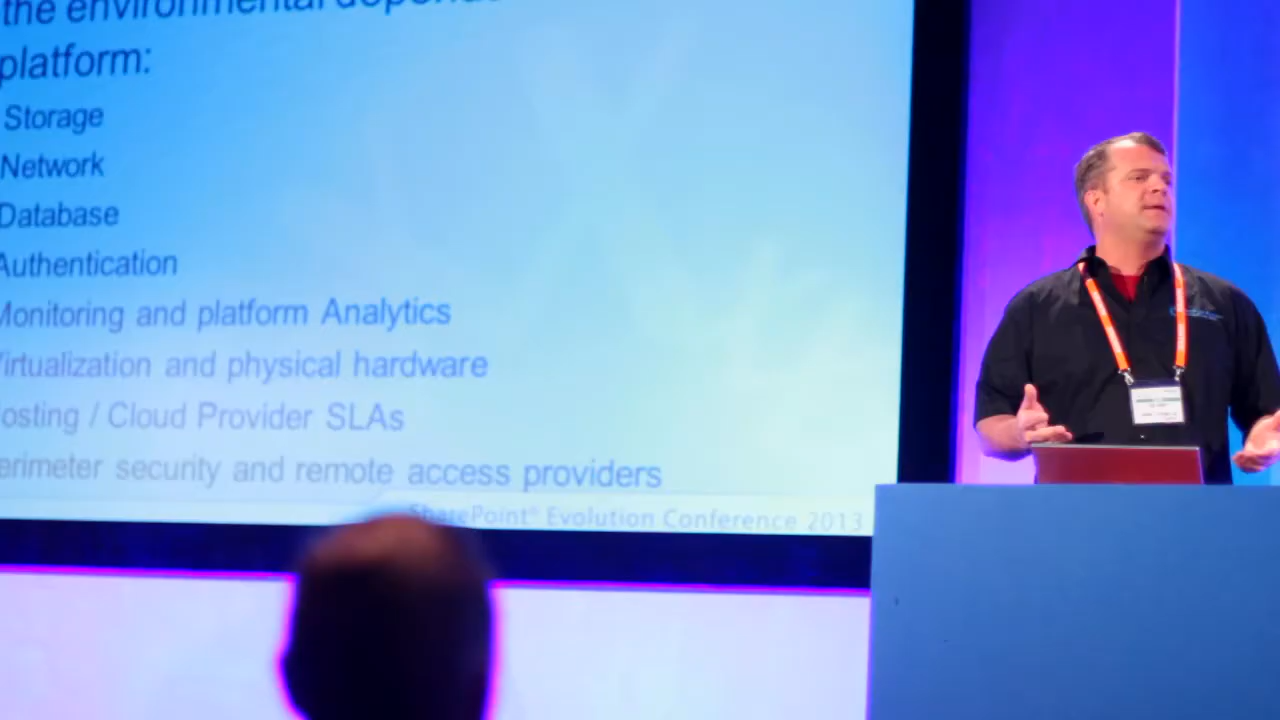 the environmental
platform:
Storage
Network
Database
Authentication
Monitoring and platform Analytics
Virtualization and physical hardware
osting / Cloud Provider SLAs
erimeter security and remote access providers
SharePoint® Evolution Conference 2013